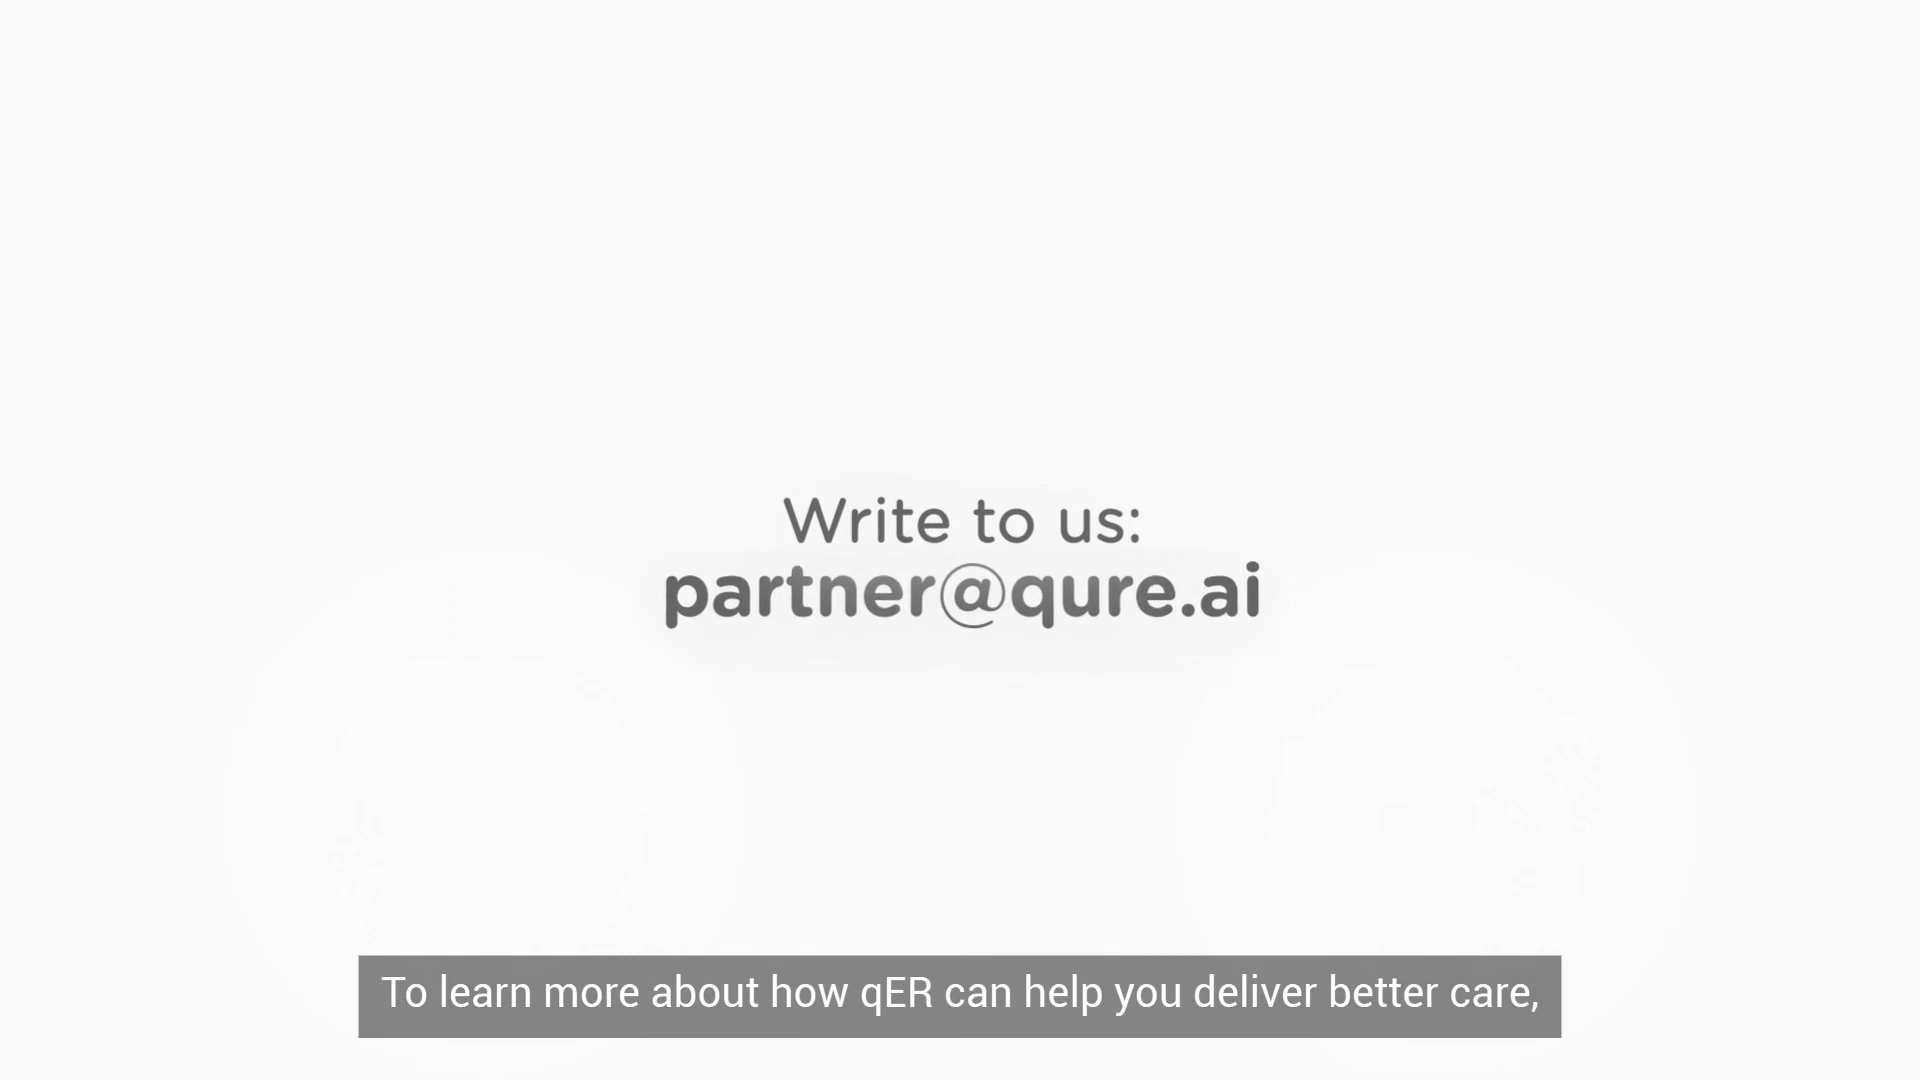 Write to us:
partner@qure.ai
To learn more about how qER can help you deliver better care,